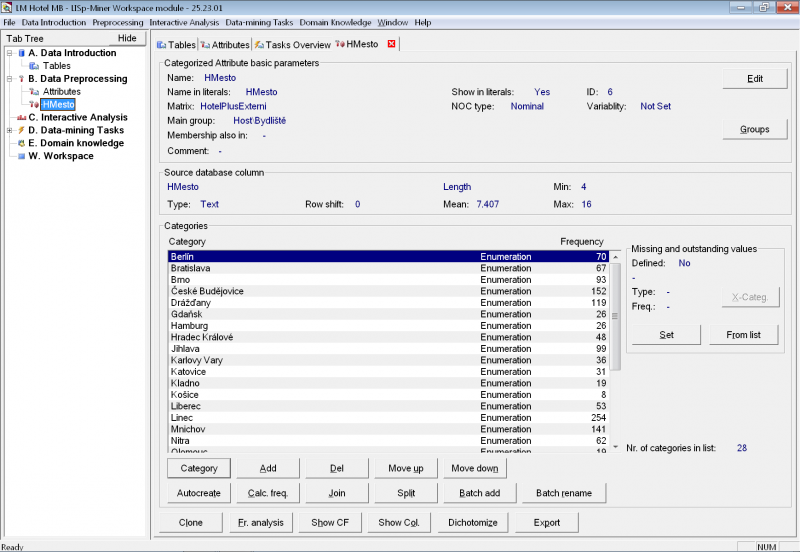 LM Hotel MB - LISp-Miner Workspace module - 25.23.01
File Data Introduction Preprocessing Interactive Analysis Data-mining Tasks Domain Knowledge Window Help
Tab Tree Hide
A. Data Introduction
Tables
B. Data Preprocessing
Attributes
HMesto
C. Interactive Analysis
D. Data-mining Tasks
E. Domain knowledge
W. Workspace
Tables Attributes Tasks Overview HMesto
Categorized Attribute basic parameters
Name: HMesto Edit
Name in literals: HMesto Show in literals: Yes ID: 6
Matrix: HotelPlusExterni NOC type: Nominal Variablity: Not Set
Main group: Host\Bydliště Groups
Membership also in: -
Comment: -
Source database column
HMesto Length Min: 4
Type: Text Row shift: 0 Mean: 7.407 Max: 16
Categories
Category Frequency
Berlín Enumeration 70
Bratislava Enumeration 67
Brno Enumeration 93
České Budějovice Enumeration 152
Drážďany Enumeration 119
Gdaňsk Enumeration 26
Hamburg Enumeration 26
Hradec Králové Enumeration 48
Jihlava Enumeration 99
Karlovy Vary Enumeration 36
Katovice Enumeration 31
Kladno Enumeration 19
Košice Enumeration 8
Liberec Enumeration 53
Linec Enumeration 254
Mnichov Enumeration 141
Nitra Enumeration 62
Olomouc Enumeration 19
Missing and outstanding values
Defined: No
-
Type: - X-Categ.
Freq.: -
Set From list
Nr. of categories in list: 28
Category Add Del Move up Move down
Autocreate Calc. freq. Join Split Batch add Batch rename
Clone Fr. analysis Show CF Show Col. Dichotomize Export
Ready NUM